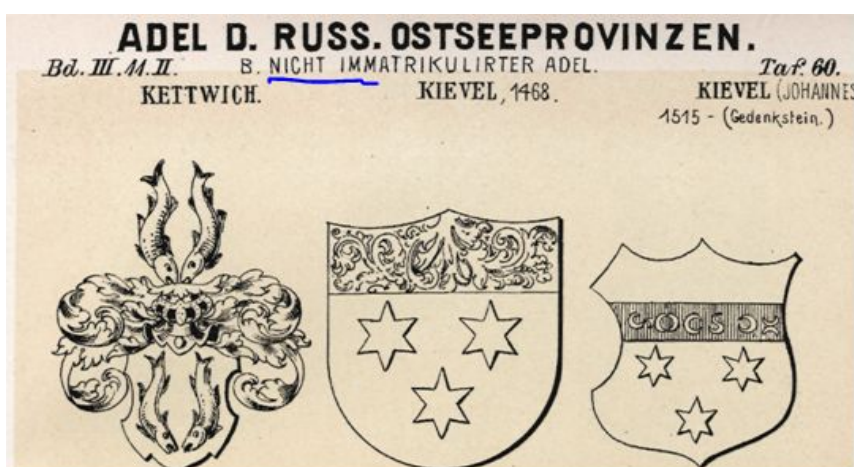 ADEL D. RUSS. OSTSEEPROVINZEN.
Bd. III. 11. II. B. NICHT IMMATRIKULIRTER ADEL. Taf. 60.
KETTWICH. KIEVEL, 1468. KIEVEL (JOHANNES
1515 - (Gedenkstein.)